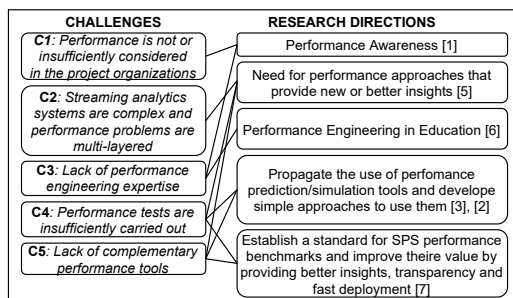 CHALLENGES
C1: Performance is not or
insufficiently considered
in the project organizations
C2: Streaming analytics
systems are complex and
performance problems are
multi-layered
C3: Lack of performance
engineering expertise
C4: Performance tests are
insufficiently carried out
C5: Lack of complementary
performance tools
RESEARCH DIRECTIONS
Performance Awareness [1]
Need for performance approaches that
provide new or better insights
[5]
Performance Engineering in Education [6]
Propagate the use of perfomance
prediction/simulation tools and develope
simple approaches to use them [3], [2]
Establish a standard for SPS performance
benchmarks and improve theire value by
providing better insights, transparency and
fast deployment [7]